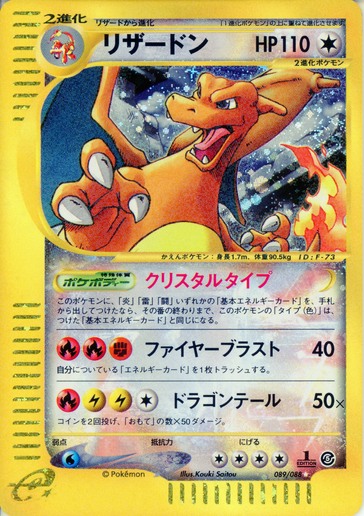 2進化
リザードから進化
「1進化ポケモン」の上に重ねて進化させます
リザードン HP110
2進化ポケモン
かえんポケモン:身長1.7m、体重90.5kg ID:F-73
特殊体質
ポケボディー
クリスタルタイプ
このポケモンに、「炎」「雷」「闘」いずれかの「基本エネルギーカード」を、手札
から出してつけたなら、その番の終わりまで、このポケモンの「タイプ(色)」は、
つけた「基本エネルギーカード」と同じになる。
ファイヤーブラスト 40
自分についている「エネルギーカード」を1枚トラッシュする。
ドラゴンテール 50×
コインを2回投げ、「おもて」の数×50ダメージ。
弱点 抵抗力 にげる
1
EDITION
© Pokémon
Illus.Kouki Saitou
089/088
e